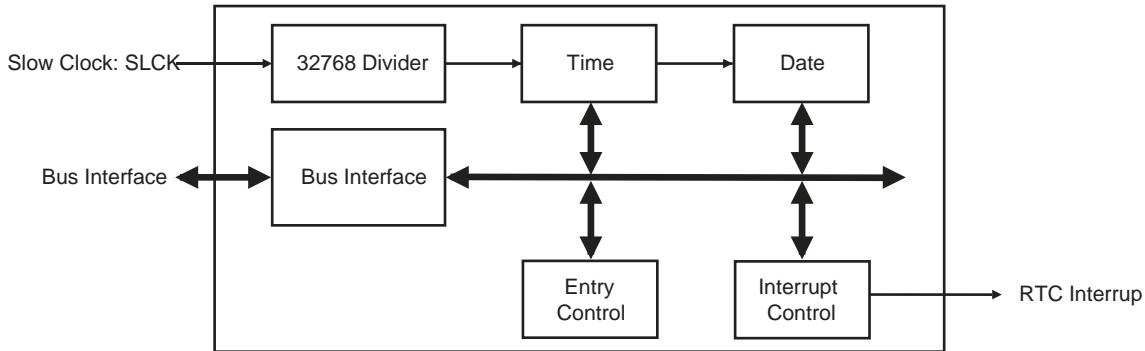 Slow Clock: SLCK
32768 Divider
Time
Date
Bus Interface
Bus Interface
Entry
Control
Interrupt
Control
RTC Interrup